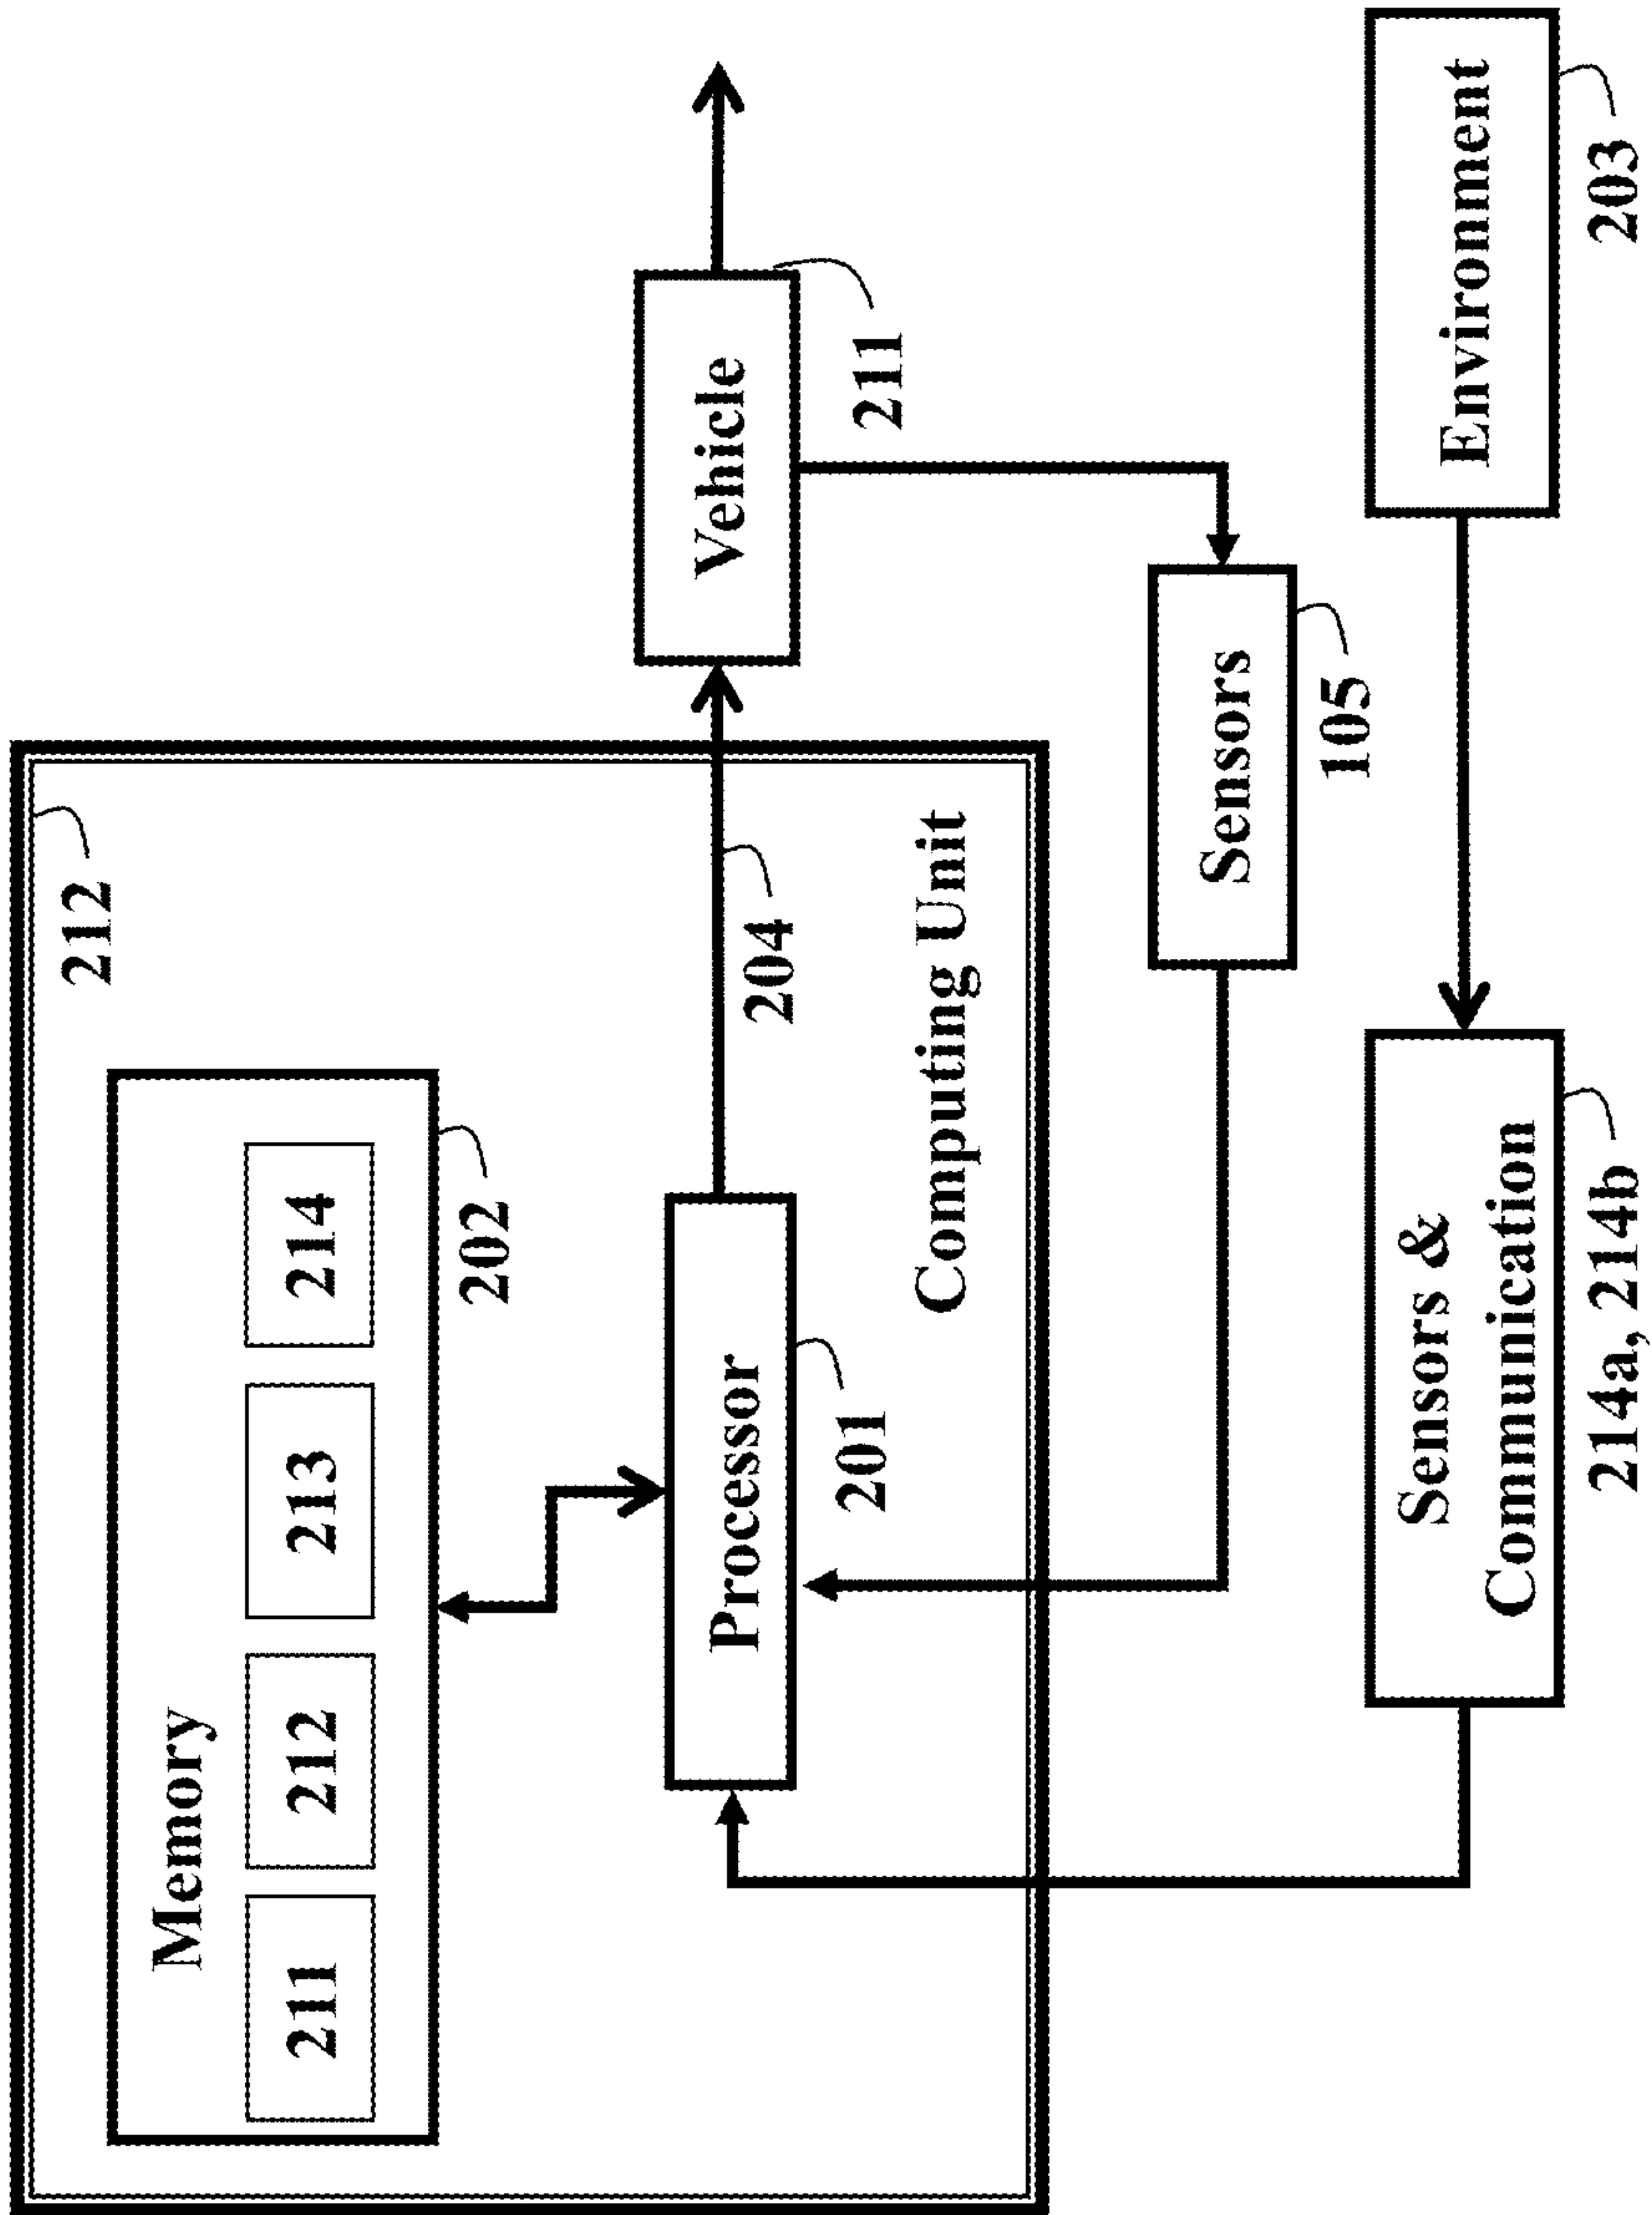 212
Memory
211
212
213
214
202
Processor
201
204
Computing Unit
Vehicle
211
Sensors
105
Sensors &
Communication
214a, 214b
Environment
203